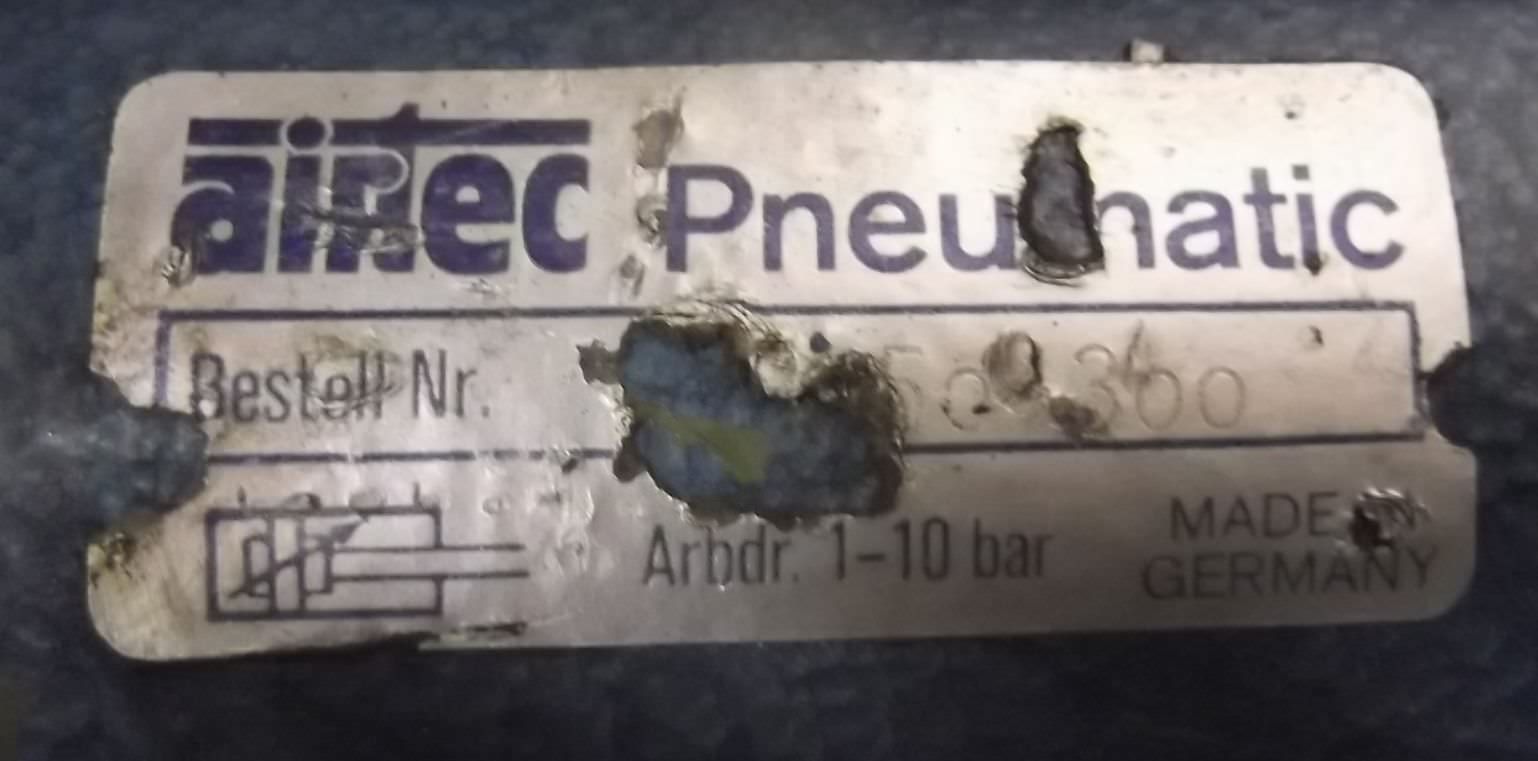 airtec Pneumatic
Bestell Nr.
Arbdr. 1-10 bar
MADE IN
GERMANY